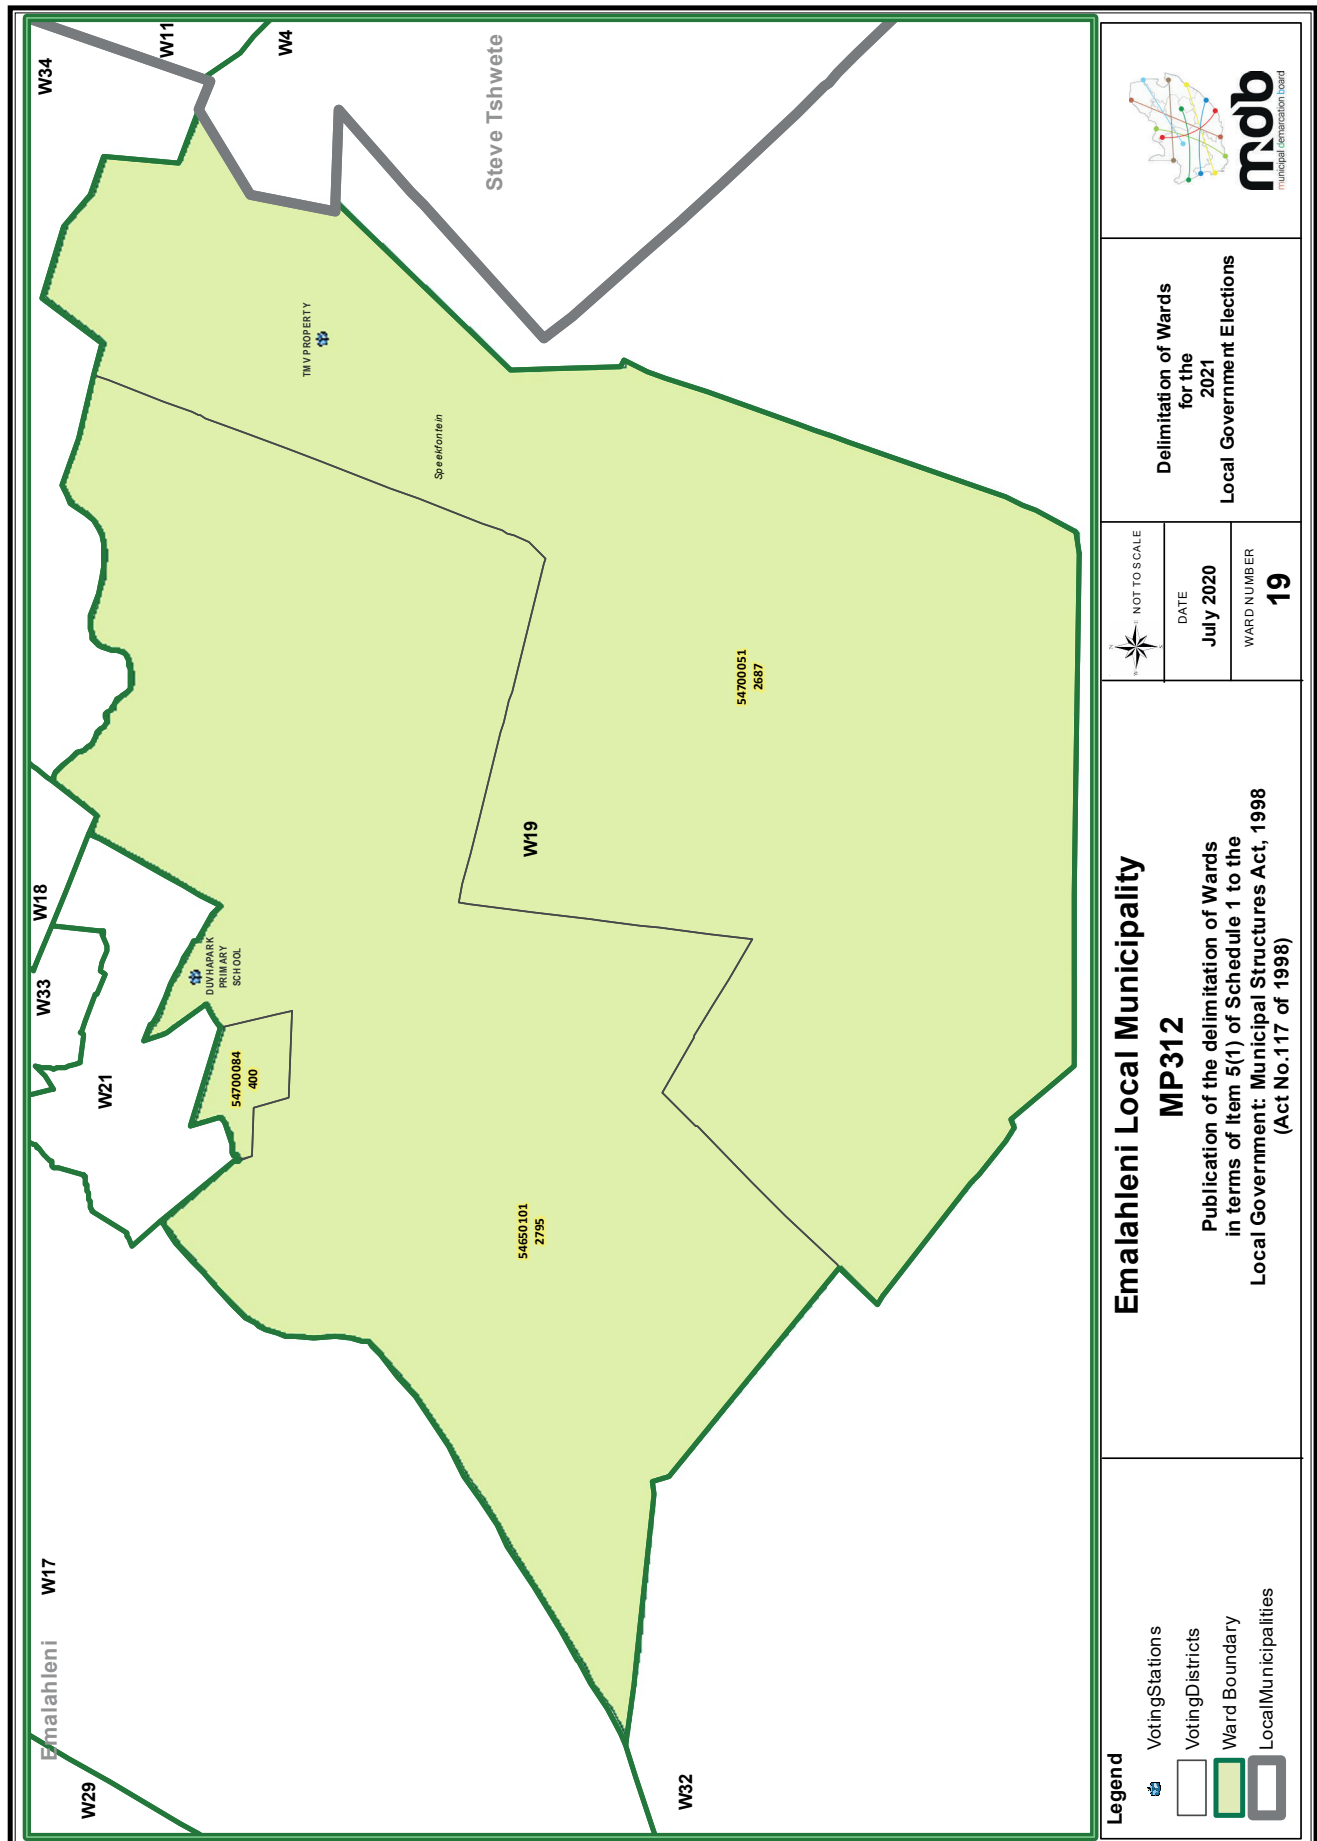 Emalahleni
Steve Tshwete
W29
W17
W32
W21
W33
W18
W19
W34
W11
W4
54650101
2795
54700084
400
DUVHAPARK
PRIMARY
SCHOOL
54700051
2687
Speekfontein
TMV PROPERTY
Legend
VotingStations
VotingDistricts
Ward Boundary
LocalMunicipalities
Emalahleni Local Municipality
MP312
Publication of the delimitation of Wards
in terms of Item 5(1) of Schedule 1 to the
Local Government: Municipal Structures Act, 1998
(Act No.117 of 1998)
N
W
E
S
NOT TO SCALE
DATE
July 2020
WARD NUMBER
19
Delimitation of Wards
for the
2021
Local Government Elections
mdb
municipal demarcation board